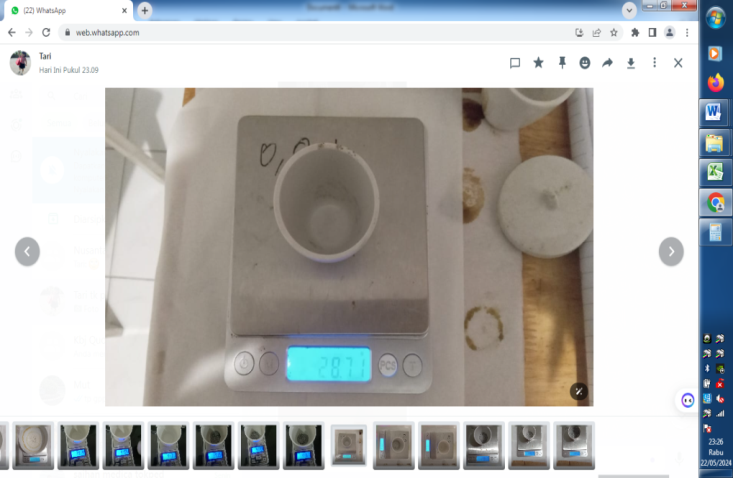 (22) WhatsApp
web.whatsapp.com
Tari
Hari Ini Pukul 23.09
28.71
PCS
23:26
Rabu
22/05/2024